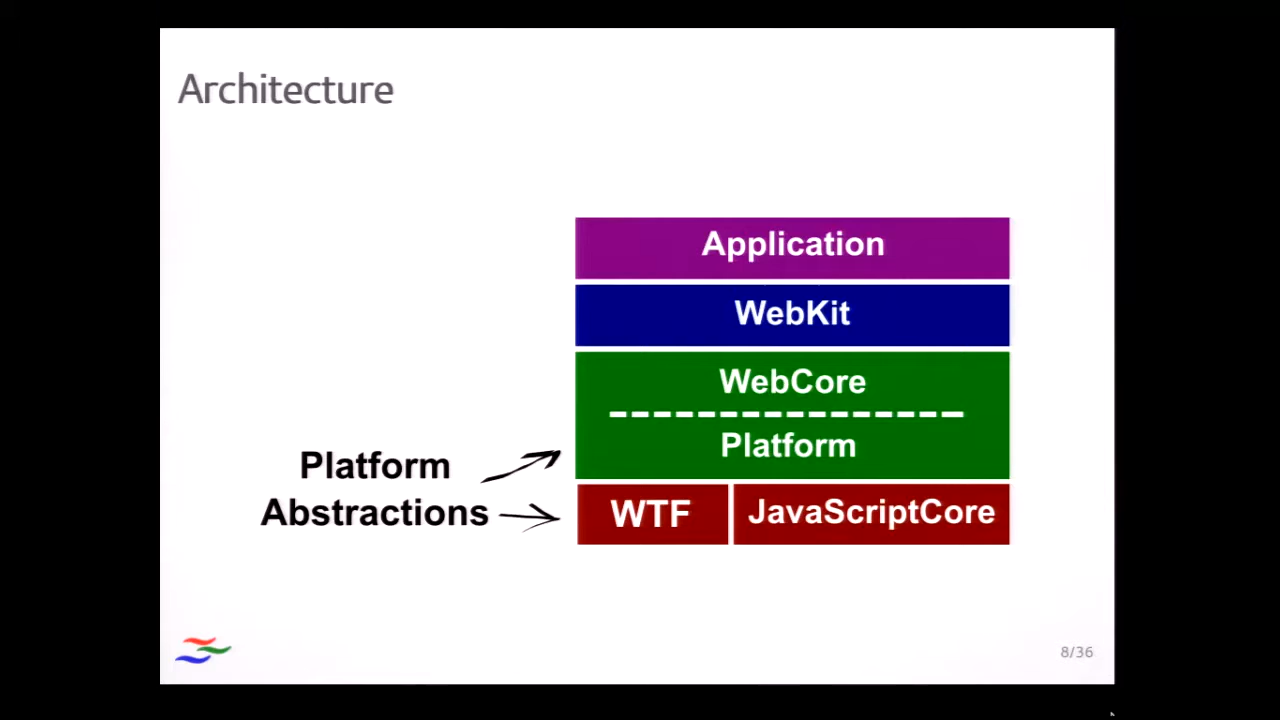 Architecture
Application
WebKit
WebCore
Platform
Platform
Abstractions
WTF
JavaScriptCore
8/36